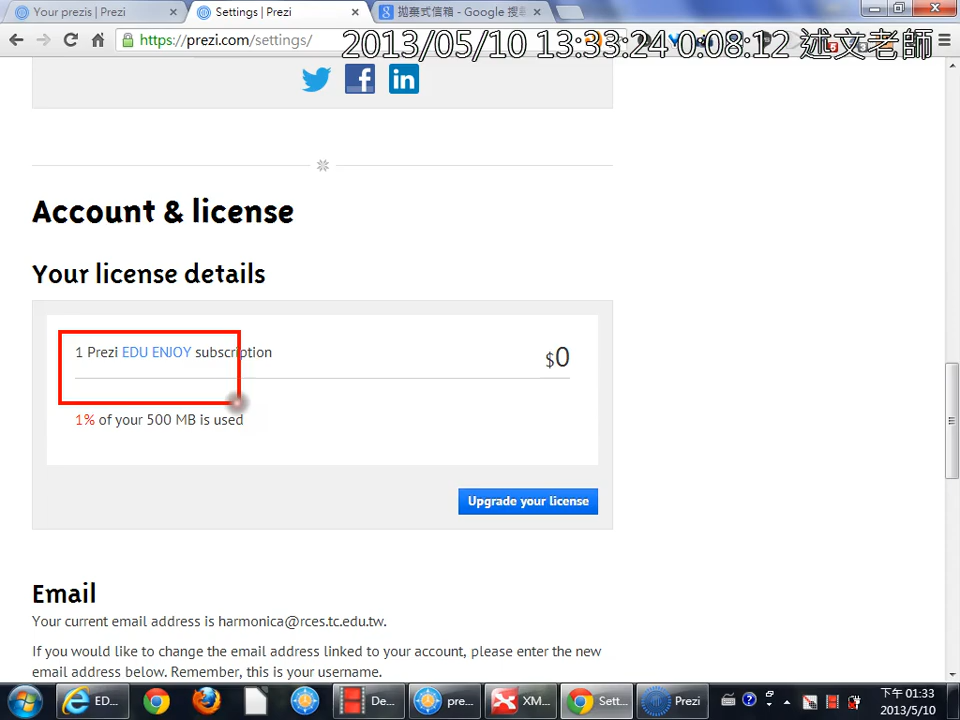 Your prezis | Prezi
Settings | Prezi
拋棄式信箱 - Google 搜尋
https://prezi.com/settings/
2013/05/10 13:33:24 0:08:12 述文老師
Account & license
Your license details
1 Prezi EDU ENJOY subscription
$0
1% of your 500 MB is used
Upgrade your license
Email
Your current email address is harmonica@rces.tc.edu.tw.
If you would like to change the email address linked to your account, please enter the new
email address below. Remember, this is your username.
ED...
De...
pre...
XM...
Sett...
Prezi
下午 01:33
2013/5/10